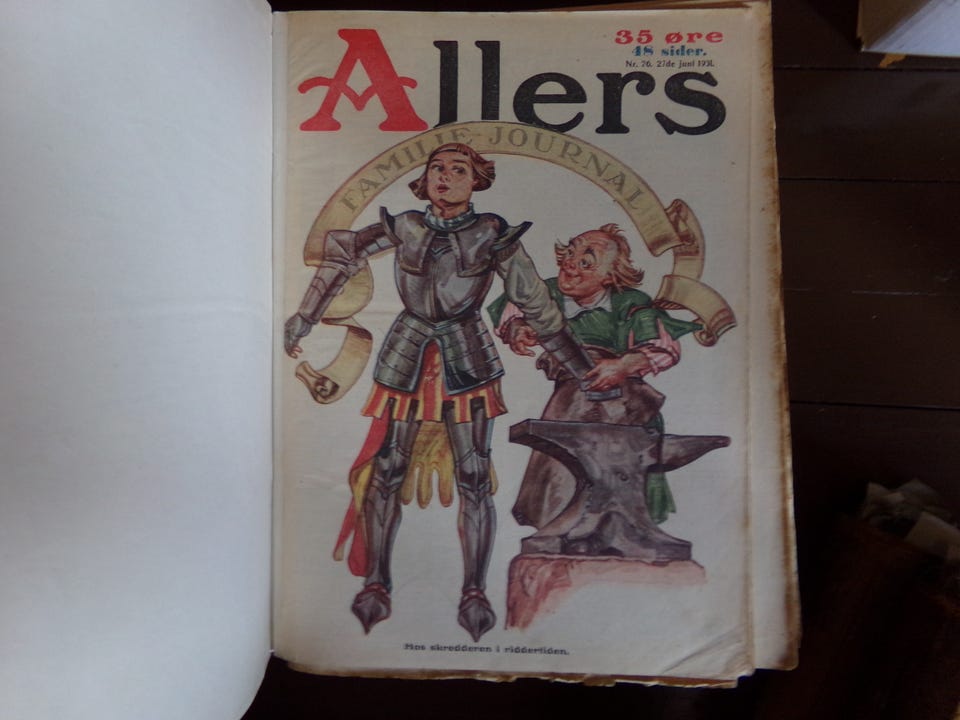 Allers
35 øre
48 sider.
Nr. 26. 27de juni 1931.
FAMILIE-JOURNAL
Hos skredderen i riddertiden.